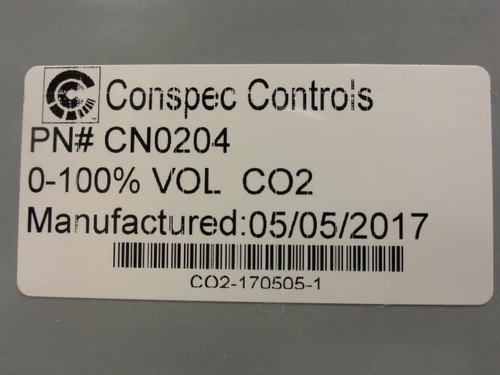 Conspec Controls
PN# CN0204
0-100% VOL CO2
Manufactured:05/05/2017
CO2-170505-1